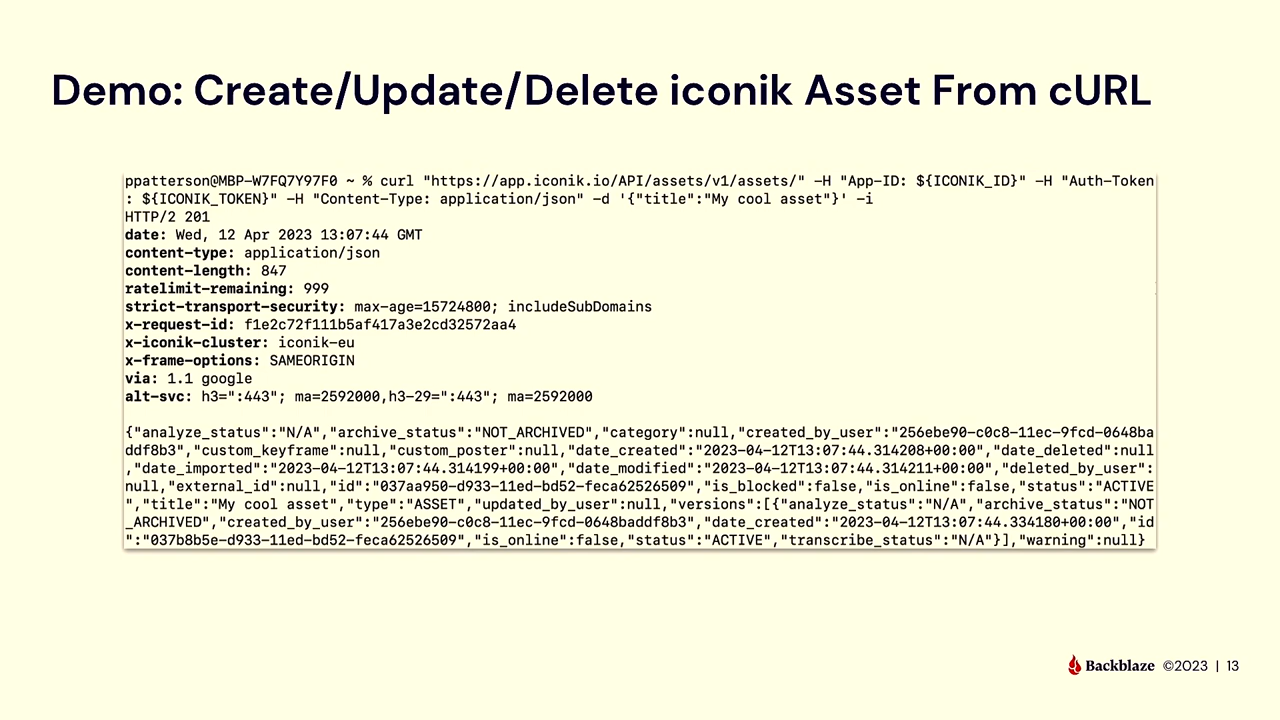 Demo: Create/Update/Delete iconik Asset From cURL
ppatterson@MBP-W7FQ7Y97F0 ~ % curl "https://app.iconik.io/API/assets/v1/assets/" -H "App-ID: ${ICONIK_ID}" -H "Auth-Token
: ${ICONIK_TOKEN}" -H "Content-Type: application/json" -d '{"title":"My cool asset"}' -i
HTTP/2 201
date: Wed, 12 Apr 2023 13:07:44 GMT
content-type: application/json
content-length: 847
ratelimit-remaining: 999
strict-transport-security: max-age=15724800; includeSubDomains
x-request-id: f1e2c72f111b5af417a3e2cd32572aa4
x-iconik-cluster: iconik-eu
x-frame-options: SAMEORIGIN
via: 1.1 google
alt-svc: h3=":443"; ma=2592000,h3-29=":443"; ma=2592000
{"analyze_status":"N/A","archive_status":"NOT_ARCHIVED","category":null,"created_by_user":"256ebe90-c0c8-11ec-9fcd-0648ba
ddf8b3","custom_keyframe":null,"custom_poster":null,"date_created":"2023-04-12T13:07:44.314208+00:00","date_deleted":null
,"date_imported":"2023-04-12T13:07:44.314199+00:00","date_modified":"2023-04-12T13:07:44.314211+00:00","deleted_by_user":
null,"external_id":null,"id":"037aa950-d933-11ed-bd52-feca62526509","is_blocked":false,"is_online":false,"status":"ACTIVE
","title":"My cool asset","type":"ASSET","updated_by_user":null,"versions":[{"analyze_status":"N/A","archive_status":"NOT
_ARCHIVED","created_by_user":"256ebe90-c0c8-11ec-9fcd-0648baddf8b3","date_created":"2023-04-12T13:07:44.334180+00:00","id
":"037b8b5e-d933-11ed-bd52-feca62526509","is_online":false,"status":"ACTIVE","transcribe_status":"N/A"}],"warning":null}
Backblaze ©2023 | 13